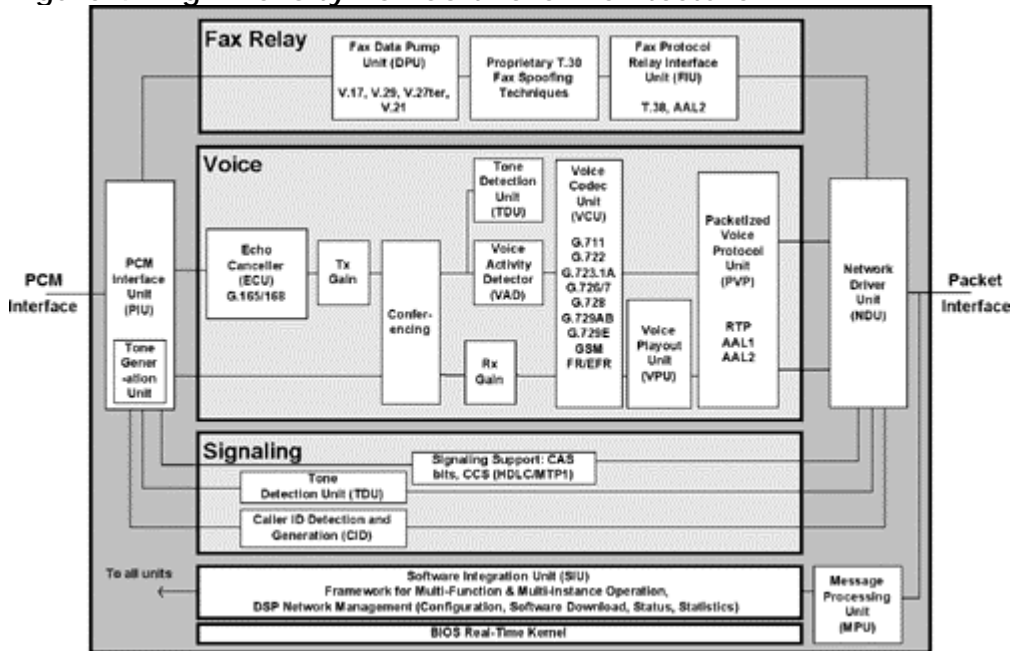 Fax Relay
Fax Data Pump
Unit (DPU)
V.17, V.29, V.27ter,
V.21
Proprietary T.30
Fax Spoofing
Techniques
Fax Protocol
Relay Interface
Unit (FIU)
T.38, AAL2
Voice
Tone
Detection
Unit
(TDU)
Voice
Codec
Unit
(VCU)
G.711
G.722
G.723.1A
G.726/7
G.728
G.729AB
G.729E
GSM
FR/EFR
Packetized
Voice
Protocol
Unit
(PVP)
RTP
AAL1
AAL2
PCM
Interface
PCM
Interface
Unit
(PIU)
Tone
Gener
-ation
Unit
Echo
Canceller
(ECU)
G.165/168
Tx
Gain
Confer-
encing
Voice
Activity
Detector
(VAD)
Rx
Gain
Voice
Playout
Unit
(VPU)
Network
Driver
Unit
(NDU)
Packet
Interface
Signaling
Signaling Support: CAS
bits, CCS (HDLC/MTP1)
Tone
Detection Unit (TDU)
Caller ID Detection and
Generation (CID)
To all units
Software Integration Unit (SIU)
Framework for Multi-Function & Multi-Instance Operation,
DSP Network Management (Configuration, Software Download, Status, Statistics)
BIOS Real-Time Kernel
Message
Processing
Unit
(MPU)